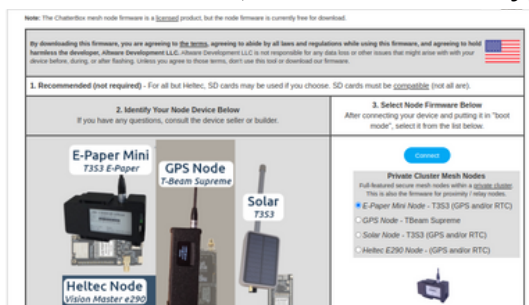 Note: The ChatterBox mesh node firmware is a licensed product, but the node firmware is currently free for download.
By downloading this firmware, you are agreeing to the terms, agreeing to abide by all laws and regulations while using this firmware, and agreeing to hold
harmless the developer, Altware Development LLC. Altware Development LLC is not responsible for any data loss or other issues that might arise with with your
device before, during, or after flashing. Unless you agree to those terms, don't use this tool or download our firmware.
1. Recommended (not required) - For all but Heltec, SD cards may be used if you choose. SD cards must be compatible (not all are).
2. Identify Your Node Device Below
If you have any questions, consult the device seller or builder.
3. Select Node Firmware Below
After connecting your device and putting it in "boot
mode", select it from the list below.
E-Paper Mini
T3S3 E-Paper
GPS Node
T-Beam Supreme
Solar
T3S3
Heltec Node
Vision Master e290
Connect
Private Cluster Mesh Nodes
Full-featured secure mesh nodes within a private cluster.
This is also the firmware for proximity / relay nodes.
E-Paper Mini Node - T3S3 (GPS and/or RTC)
GPS Node - TBeam Supreme
Solar Node - T3S3 (GPS and/or RTC)
Heltec E290 Node - (GPS and/or RTC)